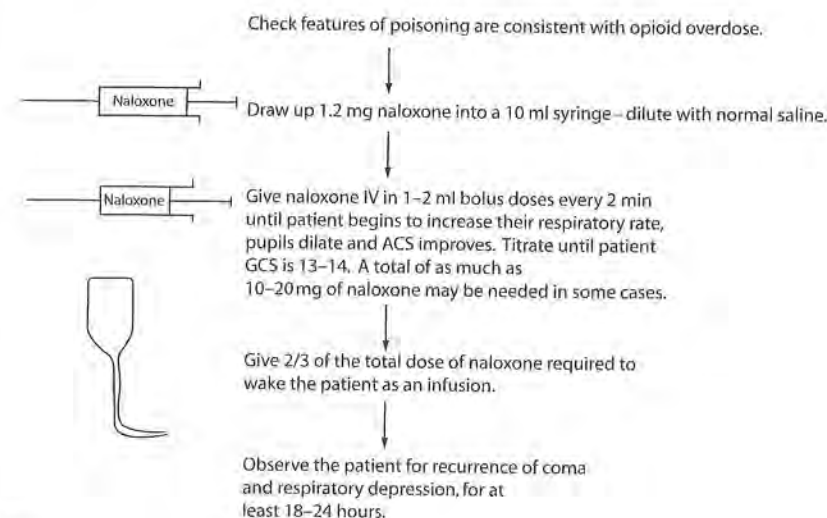 Check features of poisoning are consistent with opioid overdose.
Naloxone
Draw up 1.2 mg naloxone into a 10 ml syringe – dilute with normal saline.
Naloxone
Give naloxone IV in 1–2 ml bolus doses every 2 min
until patient begins to increase their respiratory rate,
pupils dilate and ACS improves. Titrate until patient
GCS is 13–14. A total of as much as
10–20 mg of naloxone may be needed in some cases.
Give 2/3 of the total dose of naloxone required to
wake the patient as an infusion.
Observe the patient for recurrence of coma
and respiratory depression, for at
least 18–24 hours.